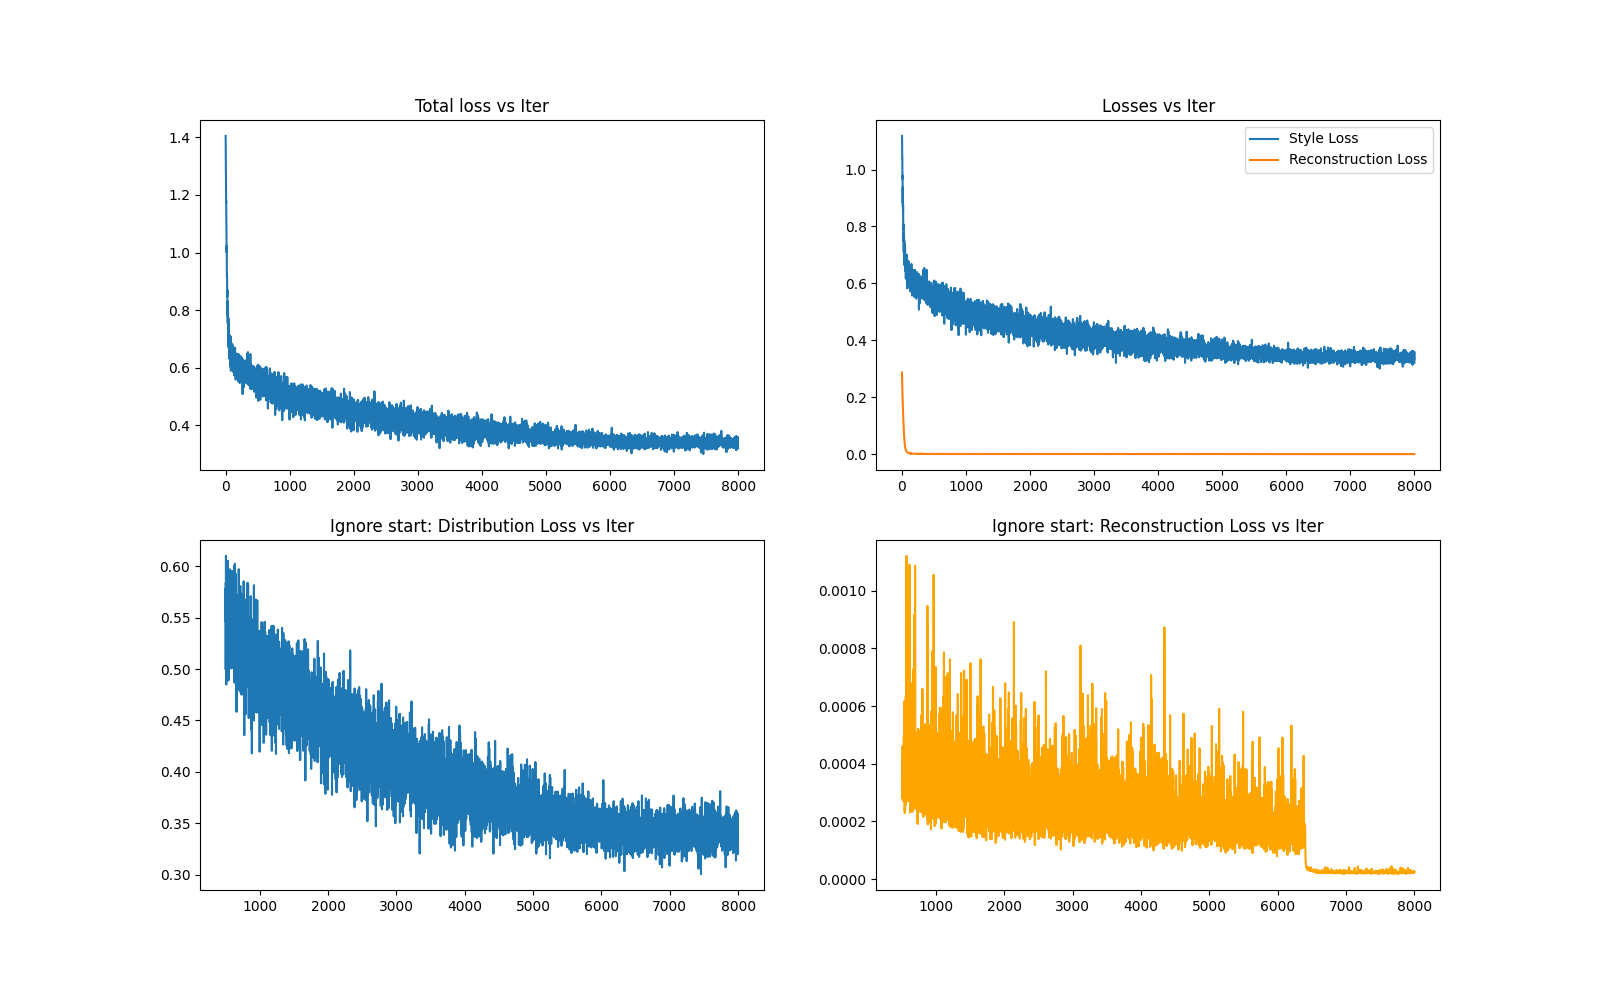 Total loss vs Iter
1.4
1.2
1.0
0.8
0.6
0.4
0 1000 2000 3000 4000 5000 6000 7000 8000
Losses vs Iter
Style Loss
Reconstruction Loss
1.0
0.8
0.6
0.4
0.2
0.0
0 1000 2000 3000 4000 5000 6000 7000 8000
Ignore start: Distribution Loss vs Iter
0.60
0.55
0.50
0.45
0.40
0.35
0.30
1000 2000 3000 4000 5000 6000 7000 8000
Ignore start: Reconstruction Loss vs Iter
0.0010
0.0008
0.0006
0.0004
0.0002
0.0000
1000 2000 3000 4000 5000 6000 7000 8000